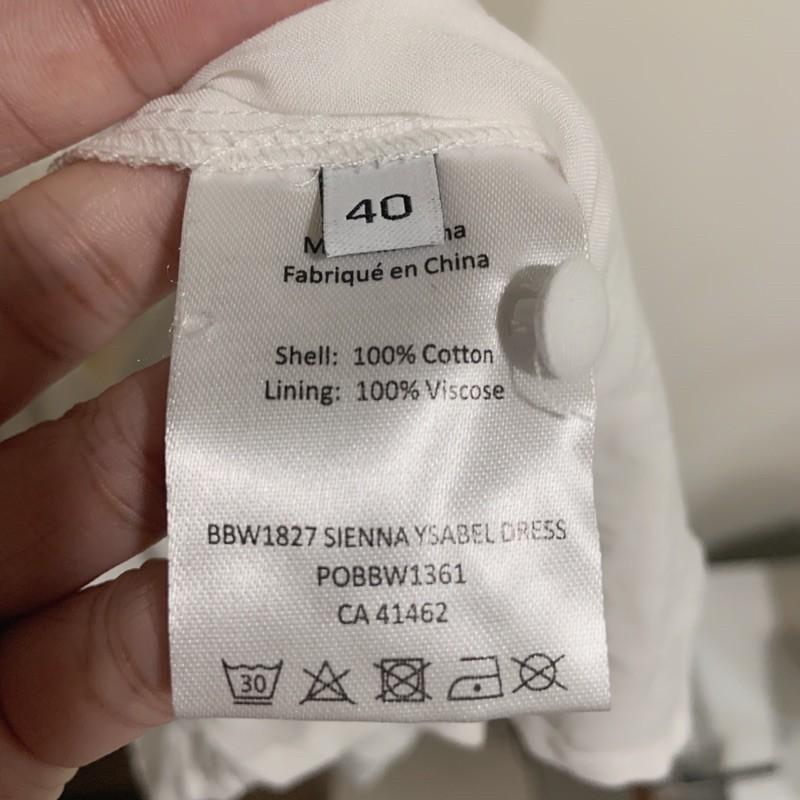 40
Fabriqué en China
Shell: 100% Cotton
Lining: 100% Viscose
BBW1827 SIENNA YSABEL DRESS
POBBW1361
CA 41462
30